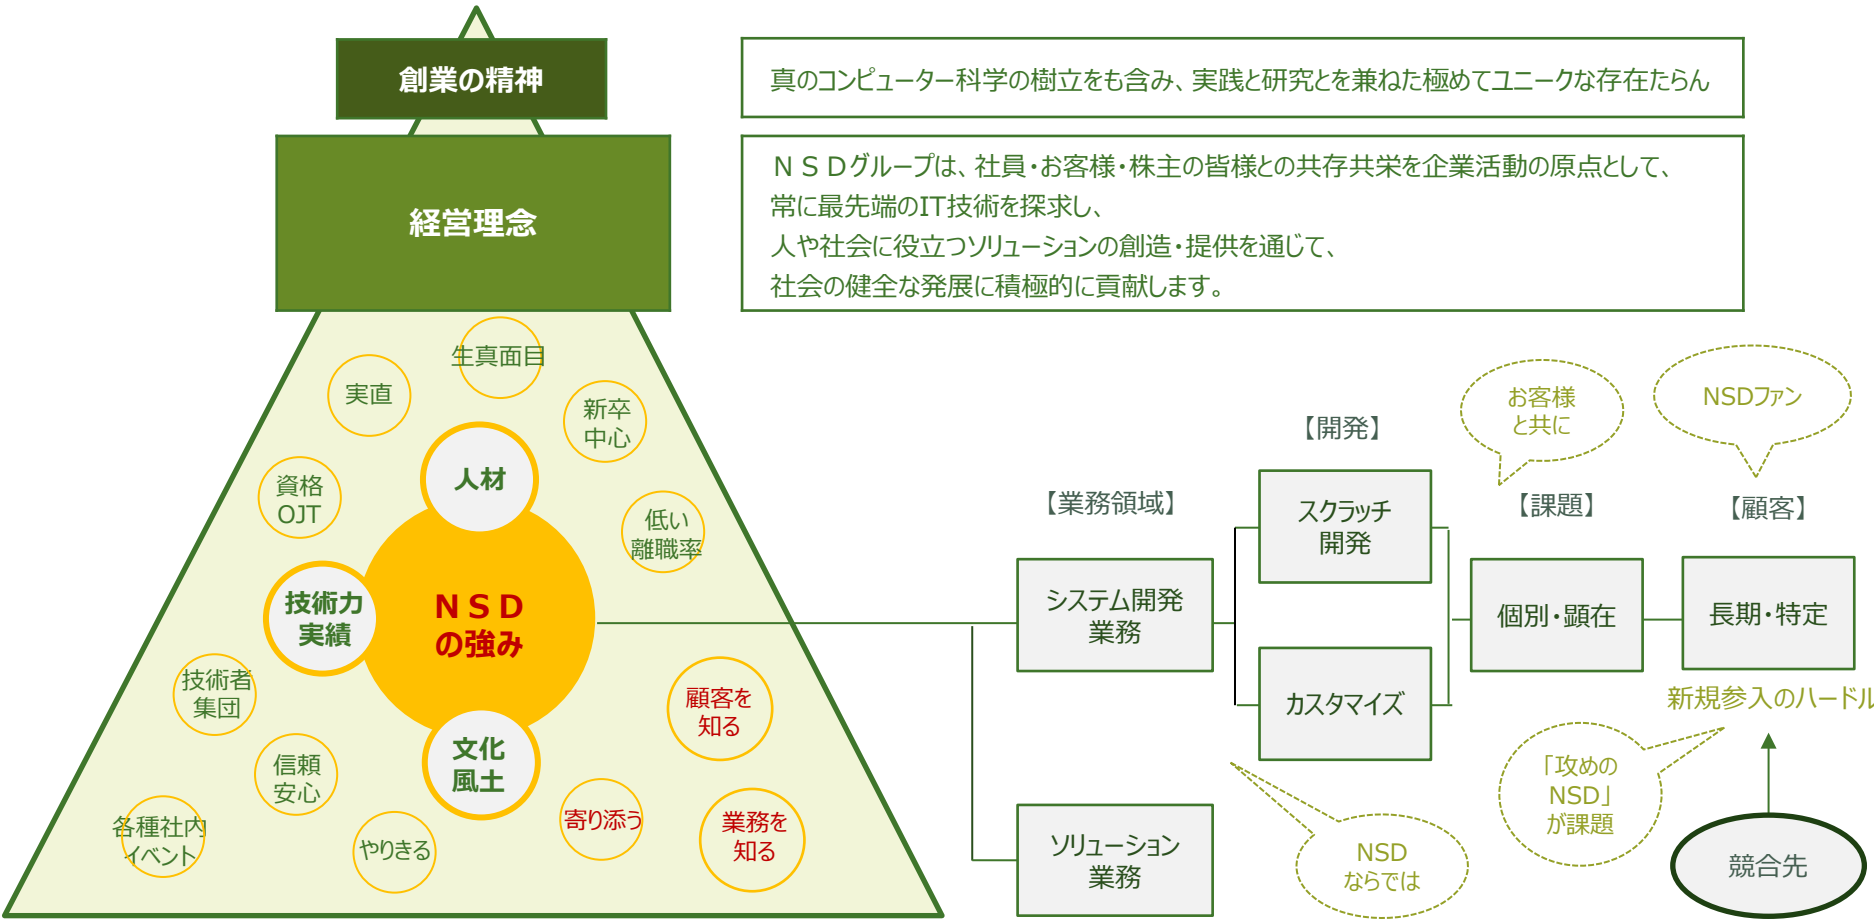 創業の精神
真のコンピューター科学の樹立をも含み、実践と研究とを兼ねた極めてユニークな存在たらん
経営理念
ＮＳＤグループは、社員・お客様・株主の皆様との共存共栄を企業活動の原点として、
常に最先端のIT技術を探求し、
人や社会に役立つソリューションの創造・提供を通じて、
社会の健全な発展に積極的に貢献します。
生真面目
実直
新卒
中心
人材
資格
OJT
低い
離職率
技術力
実績
ＮＳＤ
の強み
技術者
集団
顧客を
知る
文化
風土
信頼
安心
各種社内
イベント
やりきる
寄り添う
業務を
知る
【業務領域】
システム開発
業務
ソリューション
業務
【開発】
スクラッチ
開発
カスタマイズ
NSD
ならでは
お客様
と共に
【課題】
個別・顕在
「攻めの
NSD」
が課題
NSDファン
【顧客】
長期・特定
新規参入のハードル
競合先